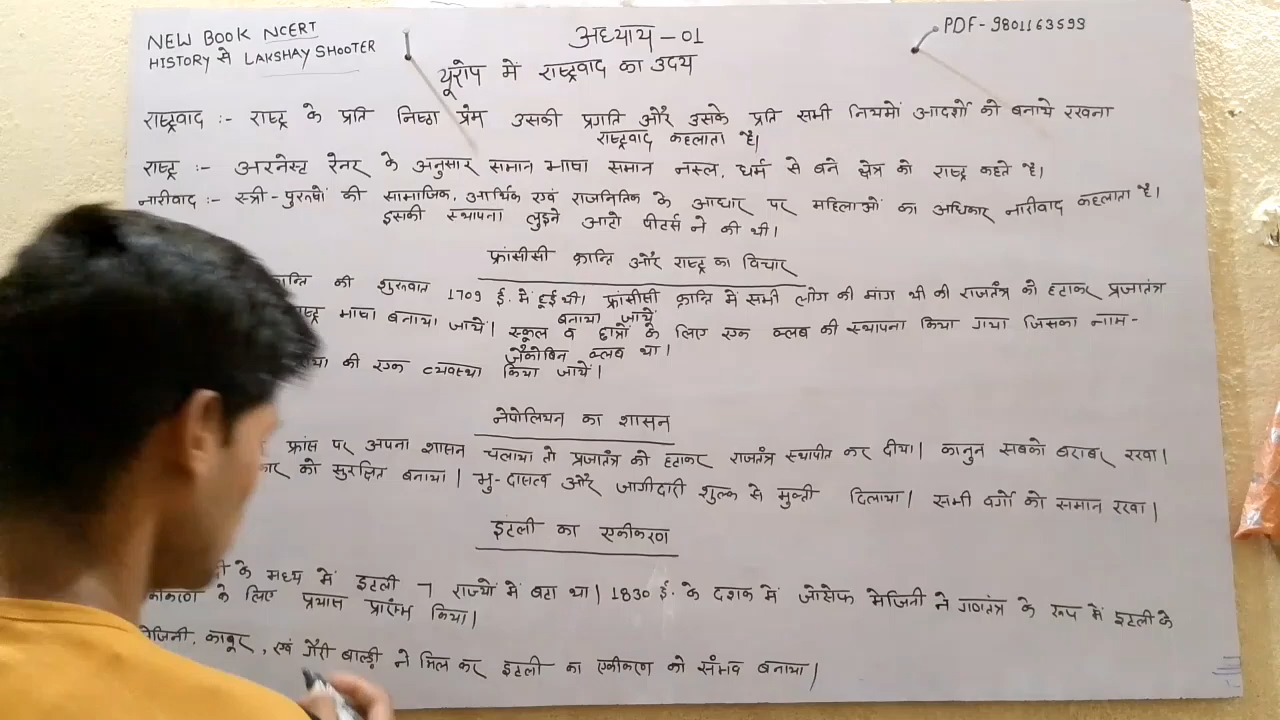 NEW BOOK NCERT
HISTORY से LAKSHAY SHOOTER
PDF - 9801163593
अध्याय - 01
यूरोप में राष्ट्रवाद का उदय
राष्ट्रवाद :- राष्ट्र के प्रति निष्ठा प्रेम उसकी प्रगति और उसके प्रति सभी नियमों आदर्शो को बनाये रखना
राष्ट्रवाद कहलाता है।
राष्ट्र :- अरनेस्ट रेनर के अनुसार समान भाषा समान नस्ल, धर्म से बने क्षेत्र को राष्ट्र कहते है।
नारीवाद :- स्त्री-पुरूषों की सामाजिक, आर्थिक एवं राजनितिक के आधार पर महिलाओं का अधिकार नारीवाद कहलाता है।
इसकी स्थापना लुइने आटो पीटर्स ने की थी।
फ्रांसीसी क्रान्ति और राष्ट्र का विचार
की शुरूवात 1709 ई. में हुई थी। फ्रांसीसी क्रान्ति में सभी लोग की मांग थी की राजतंत्र को हटाकर प्रजातंत्र
बनाया जायें
भाषा बनाया जायें। स्कूल व छात्रों के लिए एक क्लब की स्थापना किया गया जिसका नाम-
जैकोबिन क्लब था।
की एक व्यवस्था किया जायें।
नेपोलियन का शासन
फ्रांस पर अपना शासन चलाया तो प्रजातंत्र को हटाकर राजतंत्र स्थापीत कर दीया। कानुन सबको बराबर रखा।
को सुरक्षित बनाया। भु-दासत्व और जागीदारी शुल्क से मुक्ती दिलाया। सभी वर्गो को समान रखा।
इटली का एकीकरण
के मध्य में इटली 7 राज्यों में बटा था। 1830 ई. के दशक में जोसेफ मेजिनी ने गणतंत्र के रूप में इटली के
के लिए प्रयास प्रारंभ किया।
मेजिनी, काबूर, एवं गैरी बाल्डी ने मिल कर इटली का एकीकरण को संभव बनाया।